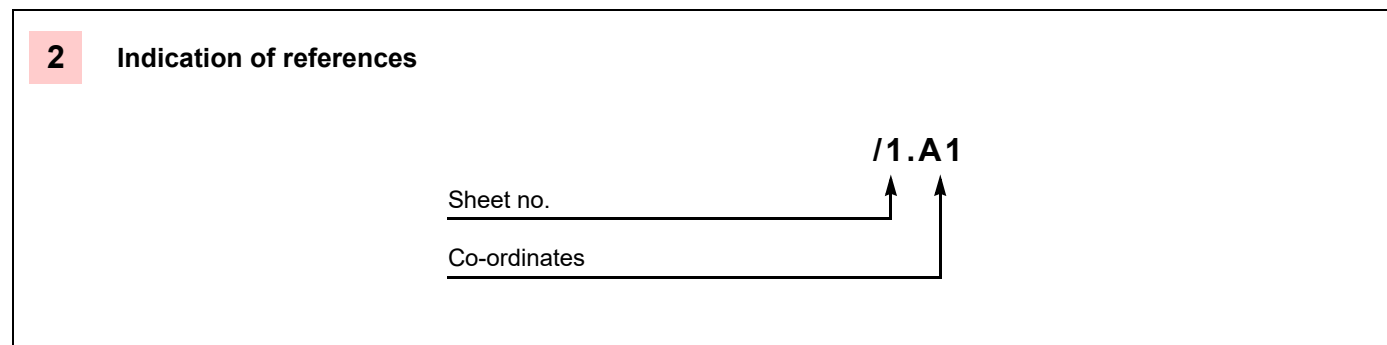 2 Indication of references
/1.A1
Sheet no.
Co-ordinates